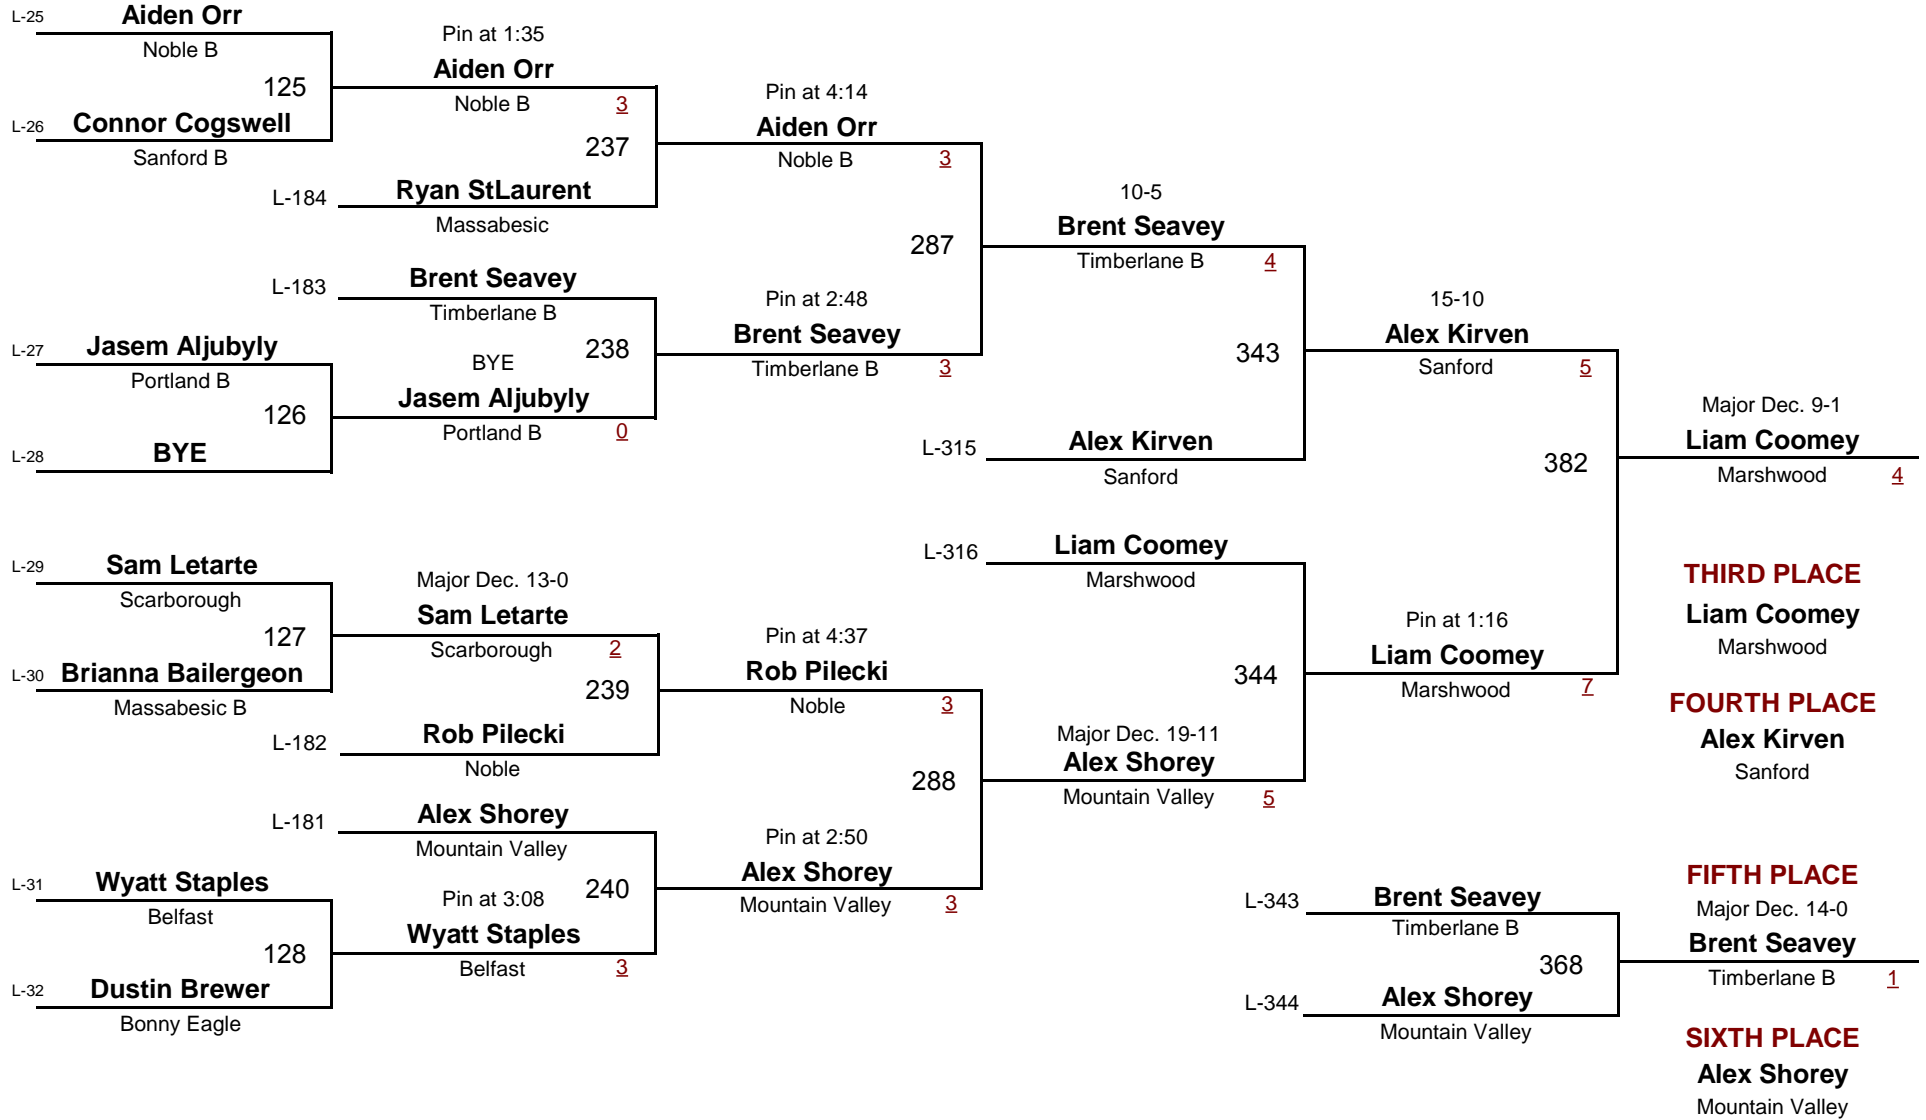 L-25
Aiden Orr
Noble B
125
L-26
Connor Cogswell
Sanford B
Pin at 1:35
Aiden Orr
Noble B
3
237
L-184
Ryan StLaurent
Massabesic
Pin at 4:14
Aiden Orr
Noble B
3
L-183
Brent Seavey
Timberlane B
238
L-27
Jasem Aljubyly
Portland B
126
L-28
BYE
BYE
Jasem Aljubyly
Portland B
0
Pin at 2:48
Brent Seavey
Timberlane B
3
287
10-5
Brent Seavey
Timberlane B
4
343
L-315
Alex Kirven
Sanford
15-10
Alex Kirven
Sanford
5
382
Major Dec. 9-1
Liam Coomey
Marshwood
4
L-29
Sam Letarte
Scarborough
127
L-30
Brianna Bailergeon
Massabesic B
Major Dec. 13-0
Sam Letarte
Scarborough
2
239
L-182
Rob Pilecki
Noble
Pin at 4:37
Rob Pilecki
Noble
3
L-181
Alex Shorey
Mountain Valley
240
L-31
Wyatt Staples
Belfast
128
L-32
Dustin Brewer
Bonny Eagle
Pin at 3:08
Wyatt Staples
Belfast
3
Pin at 2:50
Alex Shorey
Mountain Valley
3
288
L-316
Liam Coomey
Marshwood
344
Major Dec. 19-11
Alex Shorey
Mountain Valley
5
Pin at 1:16
Liam Coomey
Marshwood
7
THIRD PLACE
Liam Coomey
Marshwood
FOURTH PLACE
Alex Kirven
Sanford
L-343
Brent Seavey
Timberlane B
368
L-344
Alex Shorey
Mountain Valley
FIFTH PLACE
Major Dec. 14-0
Brent Seavey
Timberlane B
1
SIXTH PLACE
Alex Shorey
Mountain Valley